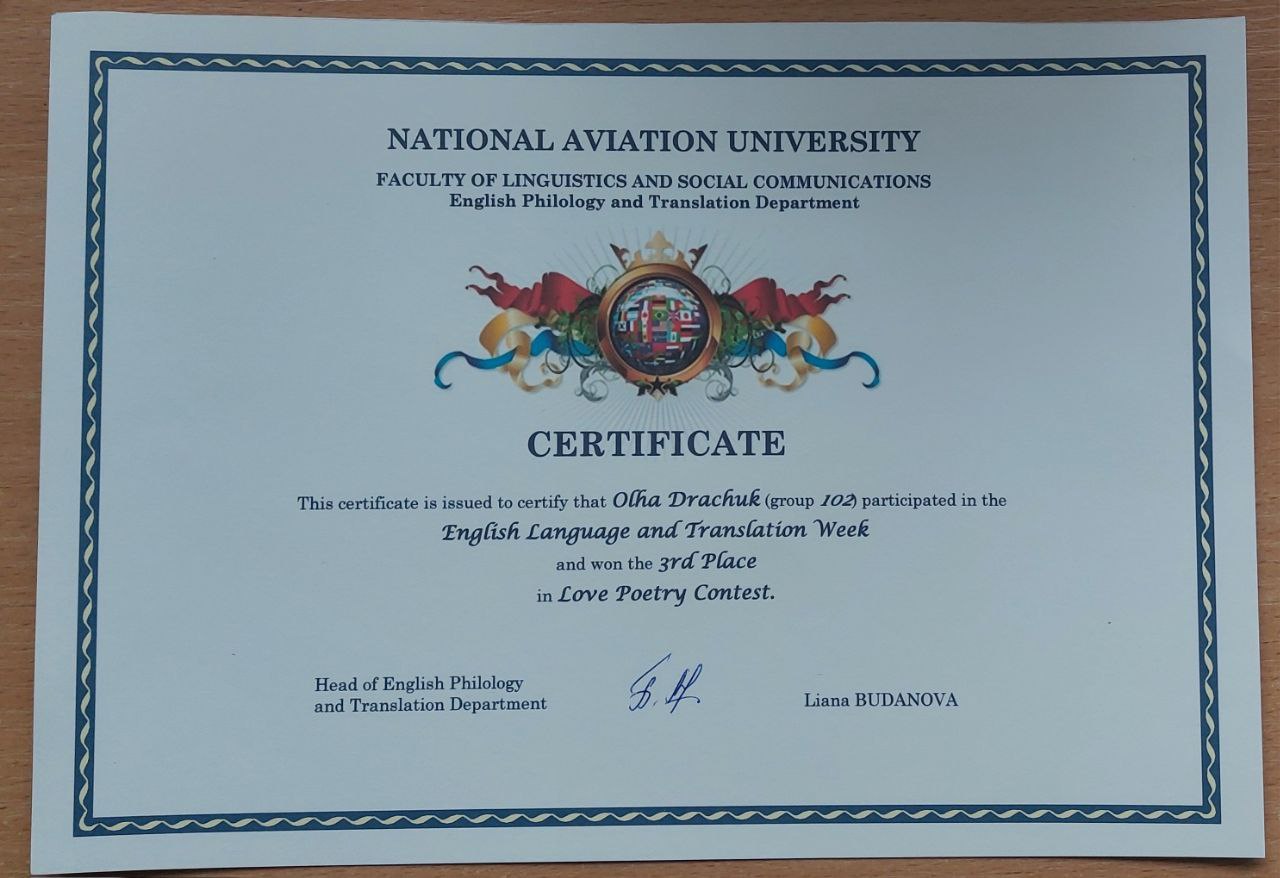 NATIONAL AVIATION UNIVERSITY
FACULTY OF LINGUISTICS AND SOCIAL COMMUNICATIONS
English Philology and Translation Department
CERTIFICATE
This certificate is issued to certify that Olha Drachuk (group 102) participated in the
English Language and Translation Week
and won the 3rd Place
in Love Poetry Contest.
Head of English Philology
and Translation Department
Liana BUDANOVA